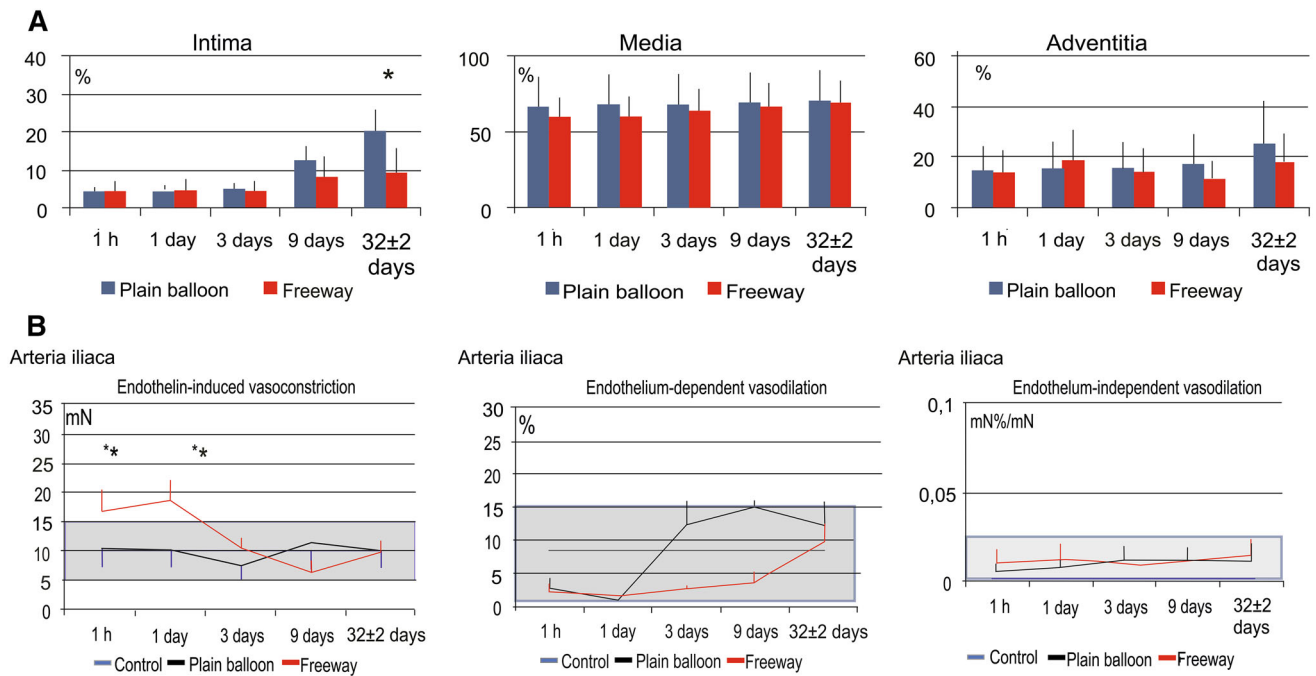 A
Intima
Media
Adventitia
40
30
20
10
0
%
*
1 h
1 day
3 days
9 days
32±2 days
Plain balloon
Freeway
100
50
0
%
1 h
1 day
3 days
9 days
32±2 days
Plain balloon
Freeway
60
40
20
0
%
1 h
1 day
3 days
9 days
32±2 days
Plain balloon
Freeway
B
Arteria iliaca
Endothelin-induced vasoconstriction
35
30
25
20
15
10
5
0
mN
**
**
1 h
1 day
3 days
9 days
32±2 days
Control
Plain balloon
Freeway
Arteria iliaca
Endothelium-dependent vasodilation
30
25
20
15
10
5
0
%
1 h
1 day
3 days
9 days
32±2 days
Control
Plain balloon
Freeway
Arteria iliaca
Endothelum-independent vasodilation
0,1
0,05
0
mN%/mN
1 h
1 day
3 days
9 days
32±2
days
Control
Plain balloon
Freeway